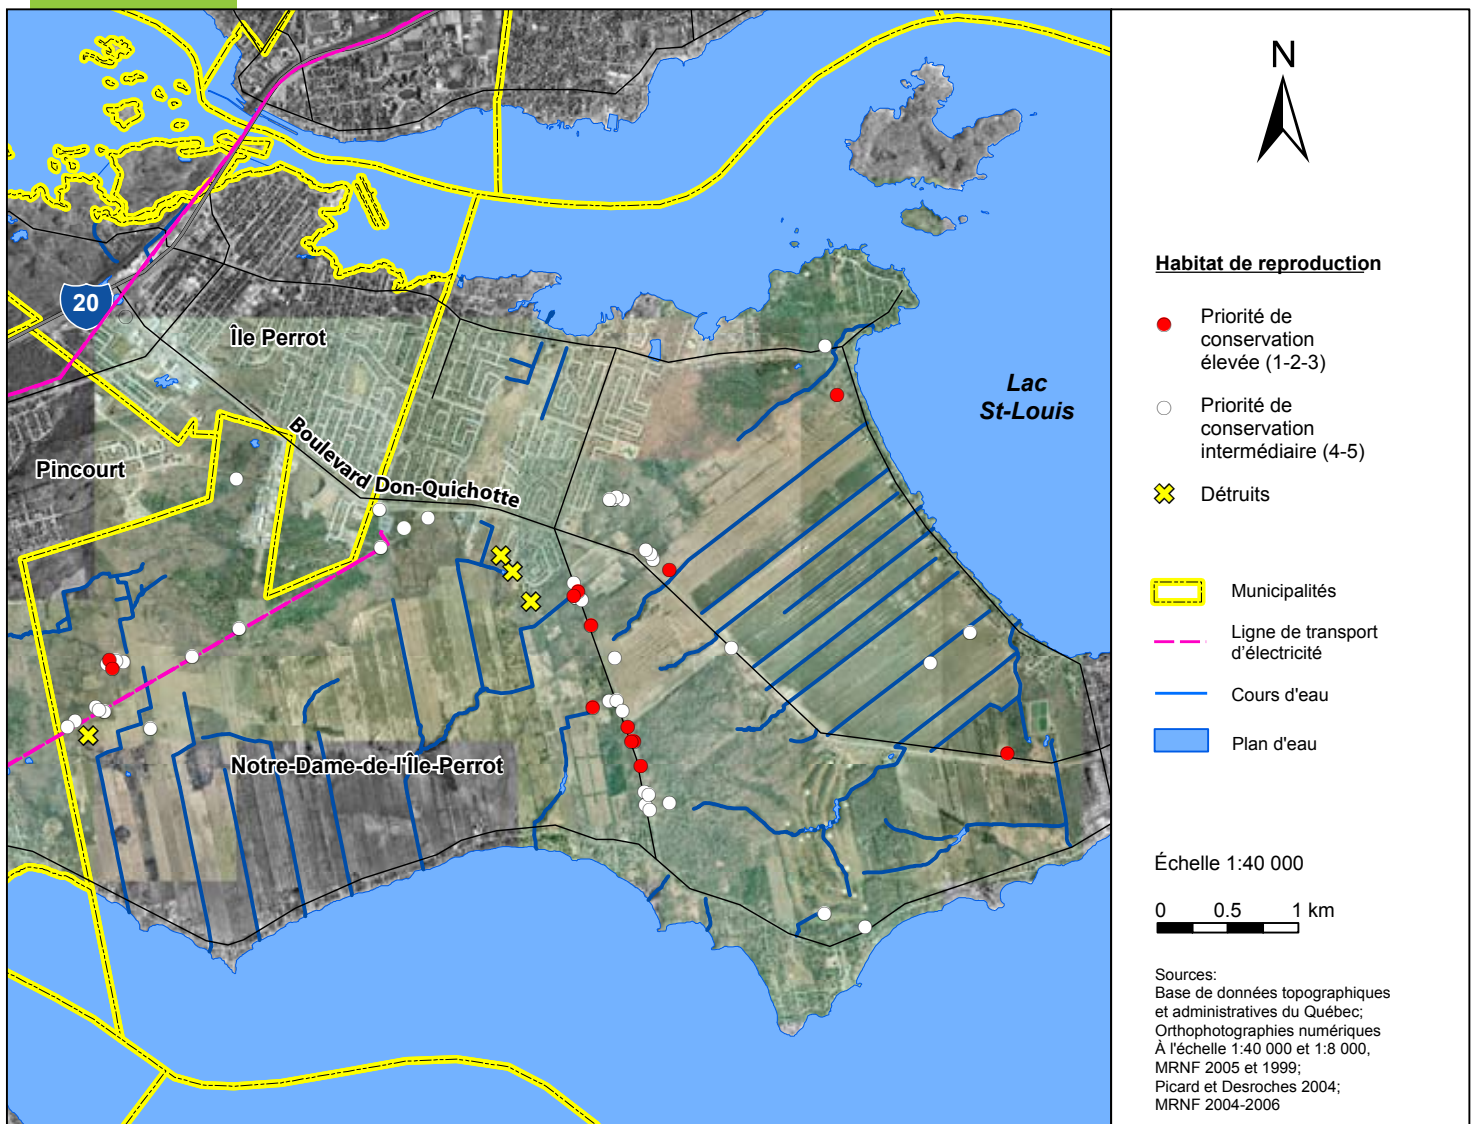 20
Île Perrot
Pincourt
Boulevard Don-Quichotte
Lac
St-Louis
Notre-Dame-de-l'Île-Perrot
N
Habitat de reproduction
Priorité de
conservation
élevée (1-2-3)
Priorité de
conservation
intermédiaire (4-5)
Détruits
Municipalités
Ligne de transport
d'électricité
Cours d'eau
Plan d'eau
Échelle 1:40 000
0 0.5 1 km
Sources:
Base de données topographiques
et administratives du Québec;
Orthophotographies numériques
À l'échelle 1:40 000 et 1:8 000,
MRNF 2005 et 1999;
Picard et Desroches 2004;
MRNF 2004-2006